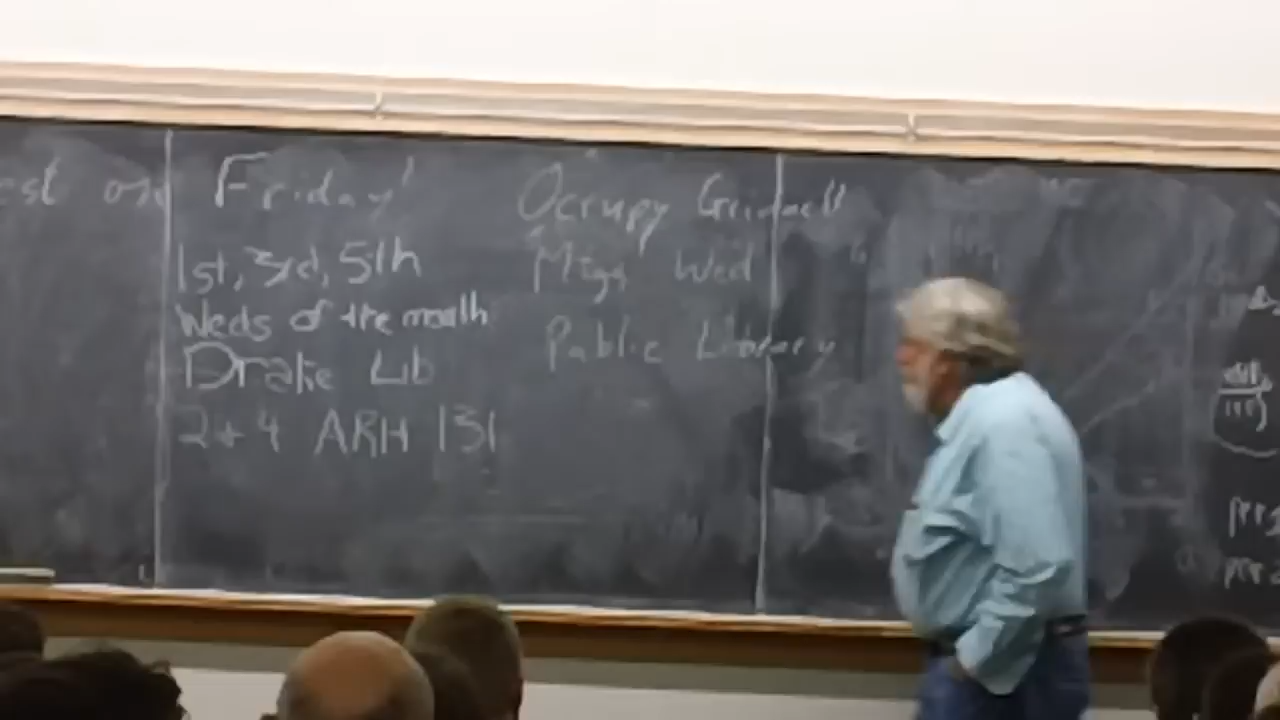 est on Friday!
1st, 3rd, 5th
Weds of the month
Drake Lib
2+4 ARH 131
Occupy Grinnell
Wed
Public Library